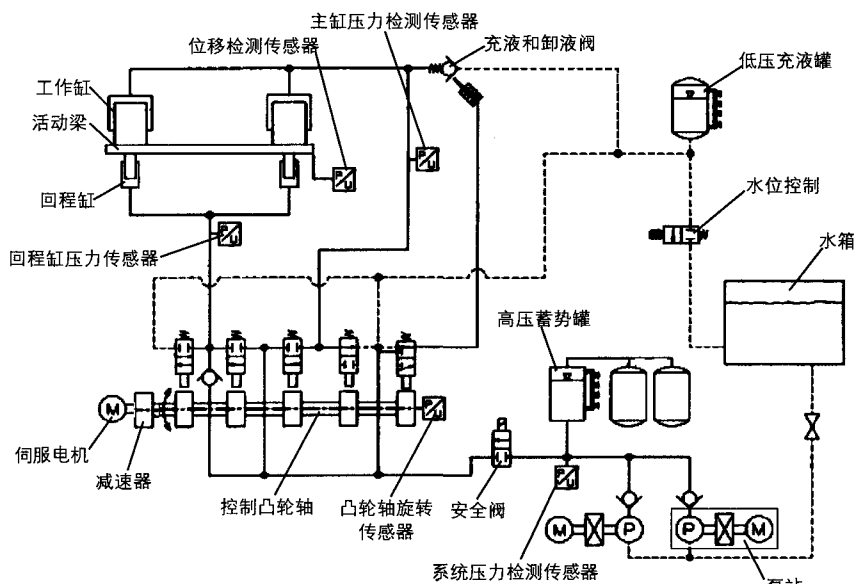 主缸压力检测传感器
位移检测传感器
充液和卸液阀
低压充液罐
工作缸
活动梁
回程缸
水位控制
水箱
回程缸压力传感器
高压蓄势罐
伺服电机
减速器
控制凸轮轴
凸轮轴旋转
传感器
安全阀
系统压力检测传感器
泵站
M
P
U
P
U
P
U
P
U
P
U
M
P
P
M